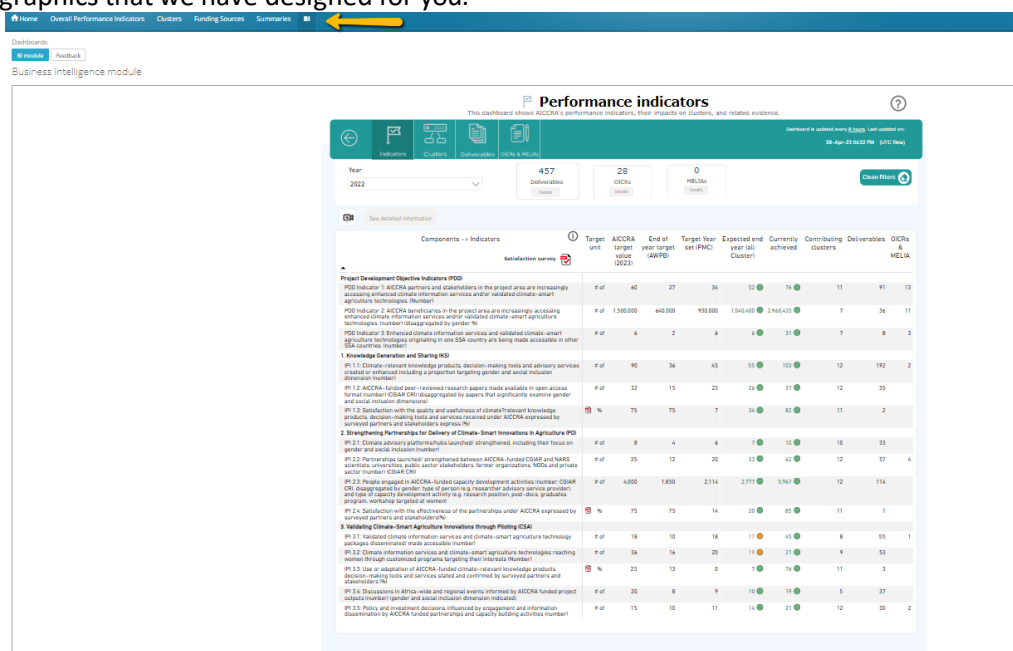 graphics that we have designed for you.
Home Overall Performance Indicators Clusters Funding Sources Summaries BI
Dashboards:
BI module Feedback
Business Intelligence module
Performance indicators
This dashboard shows AICCRA's performance indicators, their impacts on clusters, and related evidence.
Dashboard is updated every 6 hours. Last updated on:
28-Apr-23 04:32 PM (UTC time)
Indicators Clusters Deliverables OICRs & MELIAs
Year
2022
457
Deliverables
Details
28
OICRs
Details
0
MELIAs
Details
Clean Filters
See detailed information
Components -> Indicators
Satisfaction survey
Target unit
AICCRA target value (2023)
End of year target (AWPB)
Target Year set (PMC)
Expected end year (all Cluster)
Currently achieved
Contributing clusters
Deliverables
OICRs & MELIA
Project Development Objective Indicators (PDO)
PDO Indicator 1: AICCRA partners and stakeholders in the project area are increasingly
accessing enhanced climate information services and/or validated climate-smart
agriculture technologies. (Number)
# of 60 27 34 52 76 11 91 13
PDO Indicator 2: AICCRA beneficiaries in the project area are increasingly accessing
enhanced climate information services and/or validated climate-smart agriculture
technologies. (number) (disaggregated by gender %)
# of 1,500,000 640,000 930,000 1,040,400 2,960,433 7 36 11
PDO Indicator 3: Enhanced climate information services and validated climate-smart
agriculture technologies originating in one SSA country are being made accessible in other
SSA countries. (number)
# of 6 2 6 6 31 7 8 3
1. Knowledge Generation and Sharing (KS)
IPI 1.1: Climate-relevant knowledge products, decision-making tools and advisory services
created or enhanced including a proportion targeting gender and social inclusion
dimension (number)
# of 90 36 45 55 103 12 192 2
IPI 1.2: AICCRA-funded peer-reviewed research papers made available in open access
format (number) (CGIAR CRI) (disaggregated by papers that significantly examine gender
and social inclusion dimensions)
# of 32 15 23 26 37 12 35
IPI 1.3: Satisfaction with the quality and usefulness of climate?relevant knowledge
products, decision-making tools and services received under AICCRA expressed by
surveyed partners and stakeholders express (%)
% 75 75 7 34 82 11 2
2. Strengthening Partnerships for Delivery of Climate-Smart Innovations in Agriculture (PD)
IPI 2.1: Climate advisory platforms/hubs launched/ strengthened, including their focus on
gender and social inclusion (number)
# of 8 4 6 7 10 10 33
IPI 2.2: Partnerships launched/ strengthened between AICCRA-funded CGIAR and NARS
scientists, universities, public sector stakeholders, farmer organizations, NGOs and private
sector (number) (CGIAR CRI)
# of 35 12 20 33 62 12 57 4
IPI 2.3: People engaged in AICCRA-funded capacity development activities (number; CGIAR
CRI, disaggregated by gender, type of person (e.g. researcher advisory service provider),
and type of capacity development activity (e.g. research position, post-docs, graduates
program, workshop targeted at women)
# of 4,000 1,850 2,114 2,777 5,967 12 114
IPI 2.4: Satisfaction with the effectiveness of the partnerships under AICCRA expressed by
surveyed partners and stakeholders(%)
% 75 75 14 20 85 11 1
3. Validating Climate-Smart Agriculture Innovations through Piloting (CSA)
IPI 3.1: Validated climate information services and climate-smart agriculture technology
packages disseminated/ made accessible (number)
# of 18 10 18 17 45 8 55 1
IPI 3.2: Climate information services and climate-smart agriculture technologies reaching
women through customized programs targeting their interests (Number)
# of 36 16 20 19 21 9 53
IPI 3.3: Use or adaptation of AICCRA-funded climate-relevant knowledge products,
decision-making tools and services stated and confirmed by surveyed partners and
stakeholders (%)
% 25 13 0 7 76 11 3
IPI 3.4: Discussions in Africa-wide and regional events informed by AICCRA funded project
outputs (number) (gender and social inclusion dimension indicated).
# of 20 8 9 10 19 5 37
IPI 3.5: Policy and investment decisions influenced by engagement and information
dissemination by AICCRA funded partnerships and capacity building activities (number)
# of 15 10 11 14 21 12 30 2